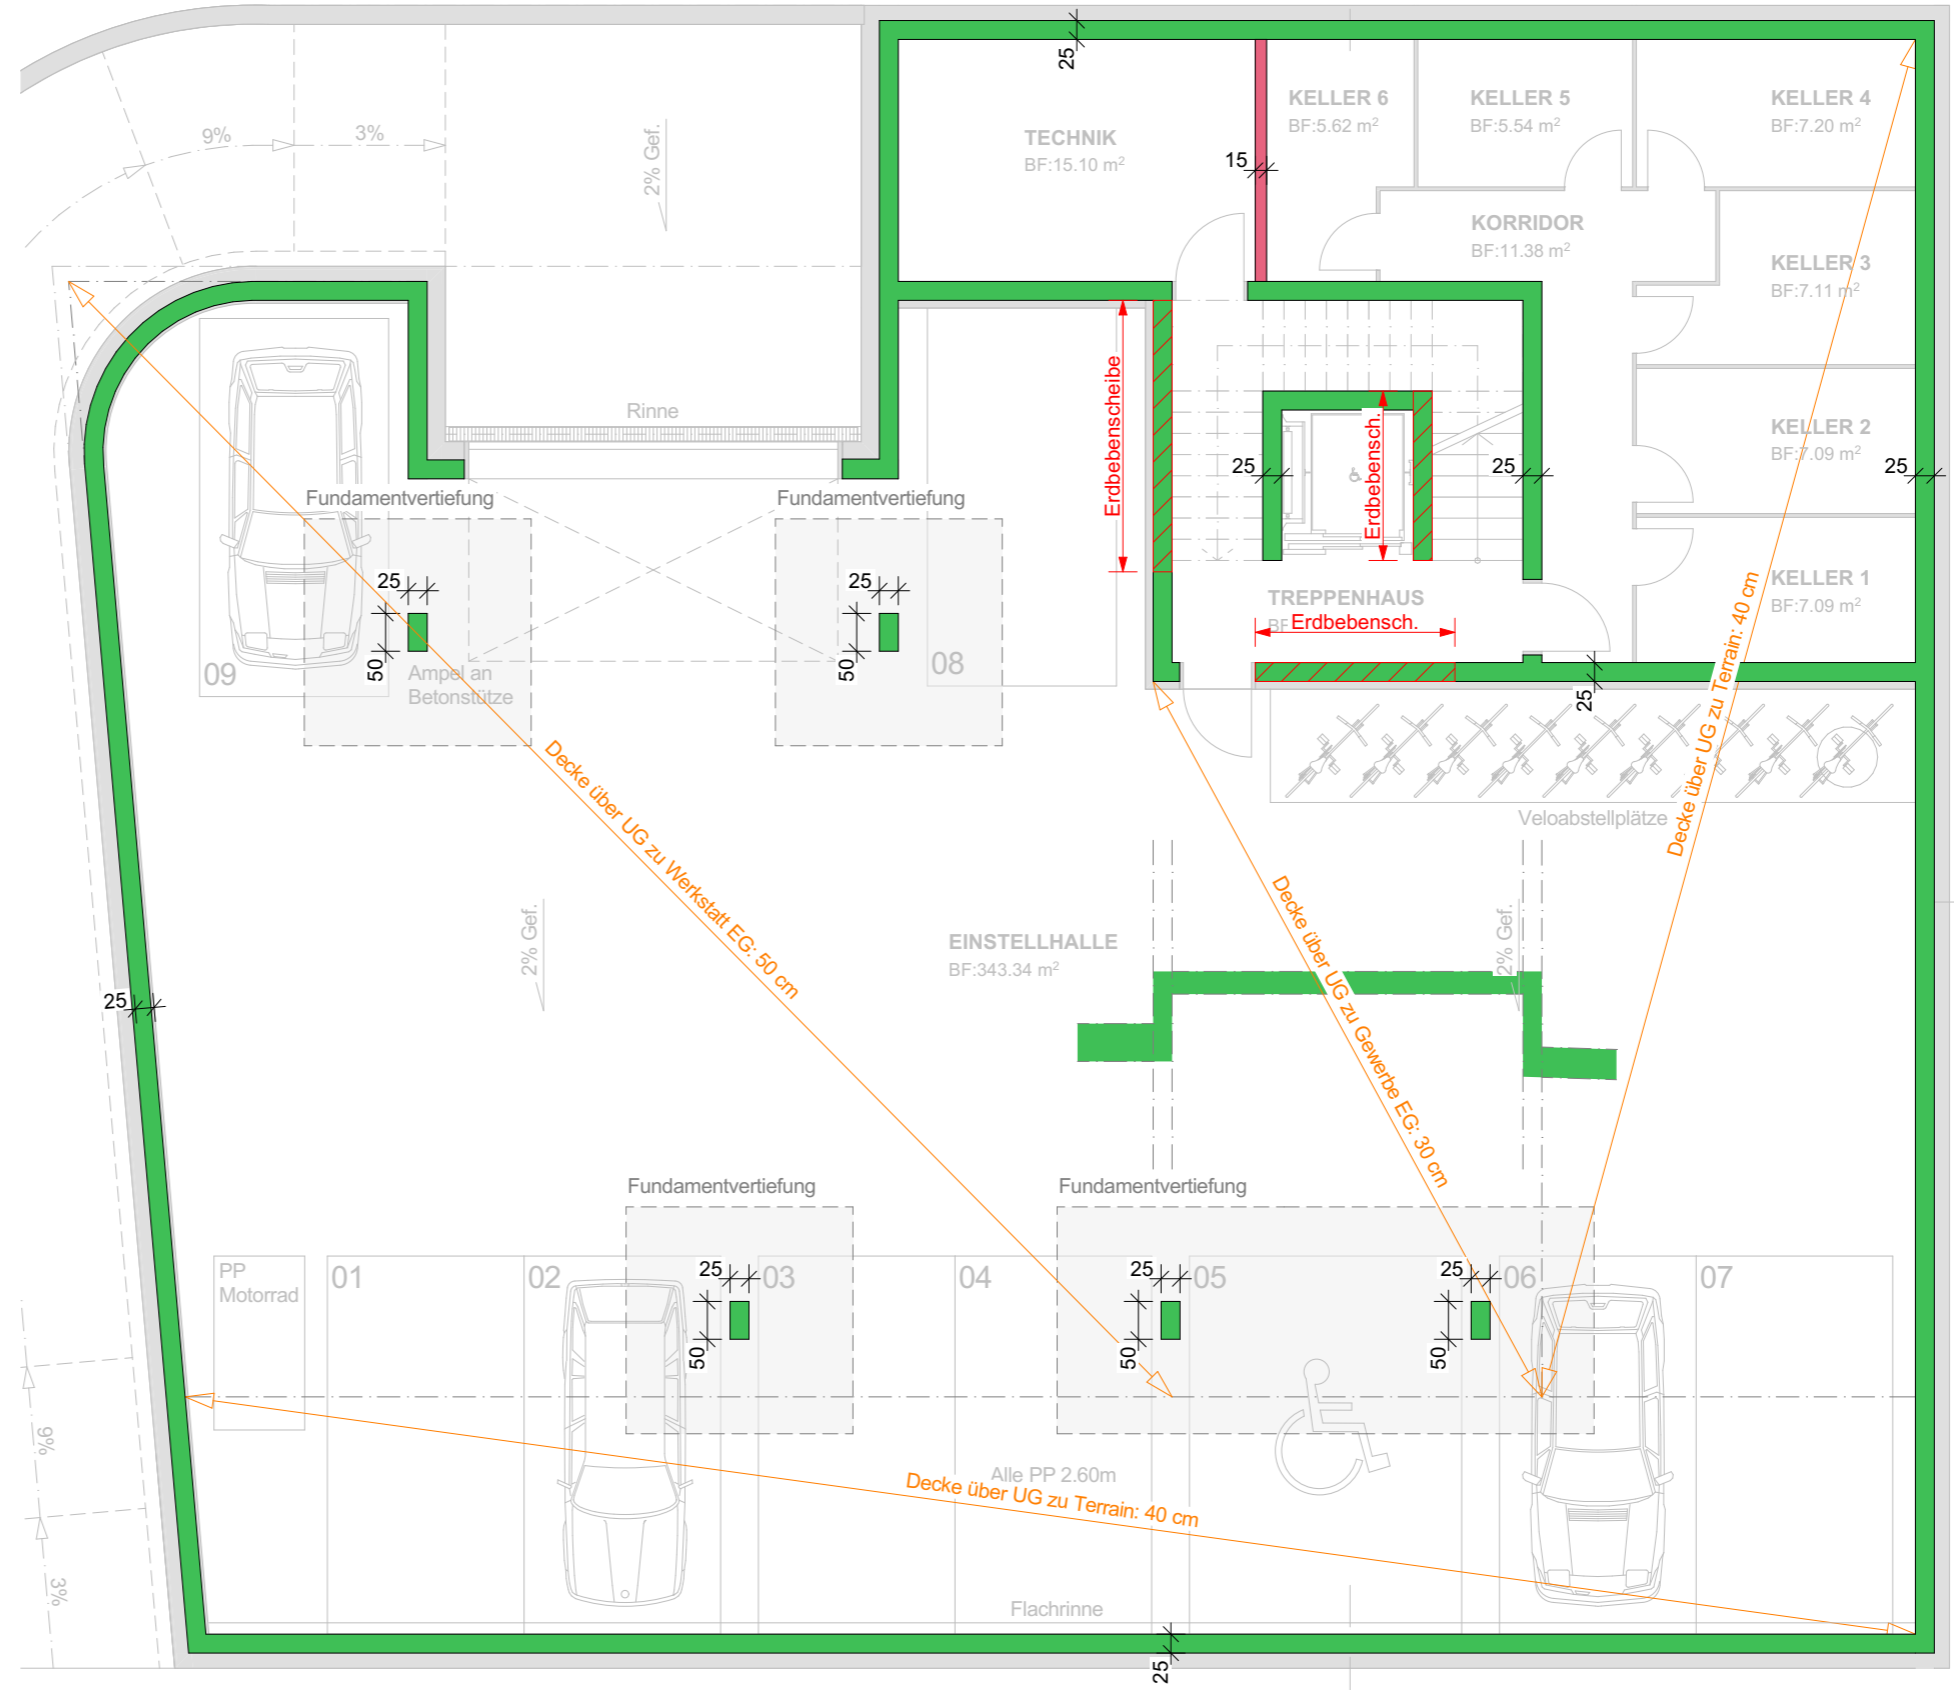 25
KELLER 6
BF:5.62 m²
KELLER 5
BF:5.54 m²
KELLER 4
BF:7.20 m²
9%
3%
2% Gef.
TECHNIK
BF:15.10 m²
15
KORRIDOR
BF:11.38 m²
KELLER 3
BF:7.11 m²
Erdbebenscheibe
Rinne
Erdbebensch.
KELLER 2
BF:7.09 m²
25
25
25
Fundamentvertiefung
Fundamentvertiefung
25
50
25
50
KELLER 1
BF:7.09 m²
TREPPENHAUS
BF
Erdbebensch.
09
Ampel an
Betonstütze
08
25
Decke über UG zu Terrain: 40 cm
Decke über UG zu Werkstatt EG: 50 cm
Veloabstellplätze
2% Gef.
EINSTELLHALLE
BF:343.34 m²
Decke über UG zu Gewerbe EG: 30 cm
2% Gef.
25
Fundamentvertiefung
Fundamentvertiefung
PP
Motorrad
01
02
25
50
03
04
25
50
05
25
50
06
07
9%
3%
Alle PP 2.60m
Decke über UG zu Terrain: 40 cm
Flachrinne
25